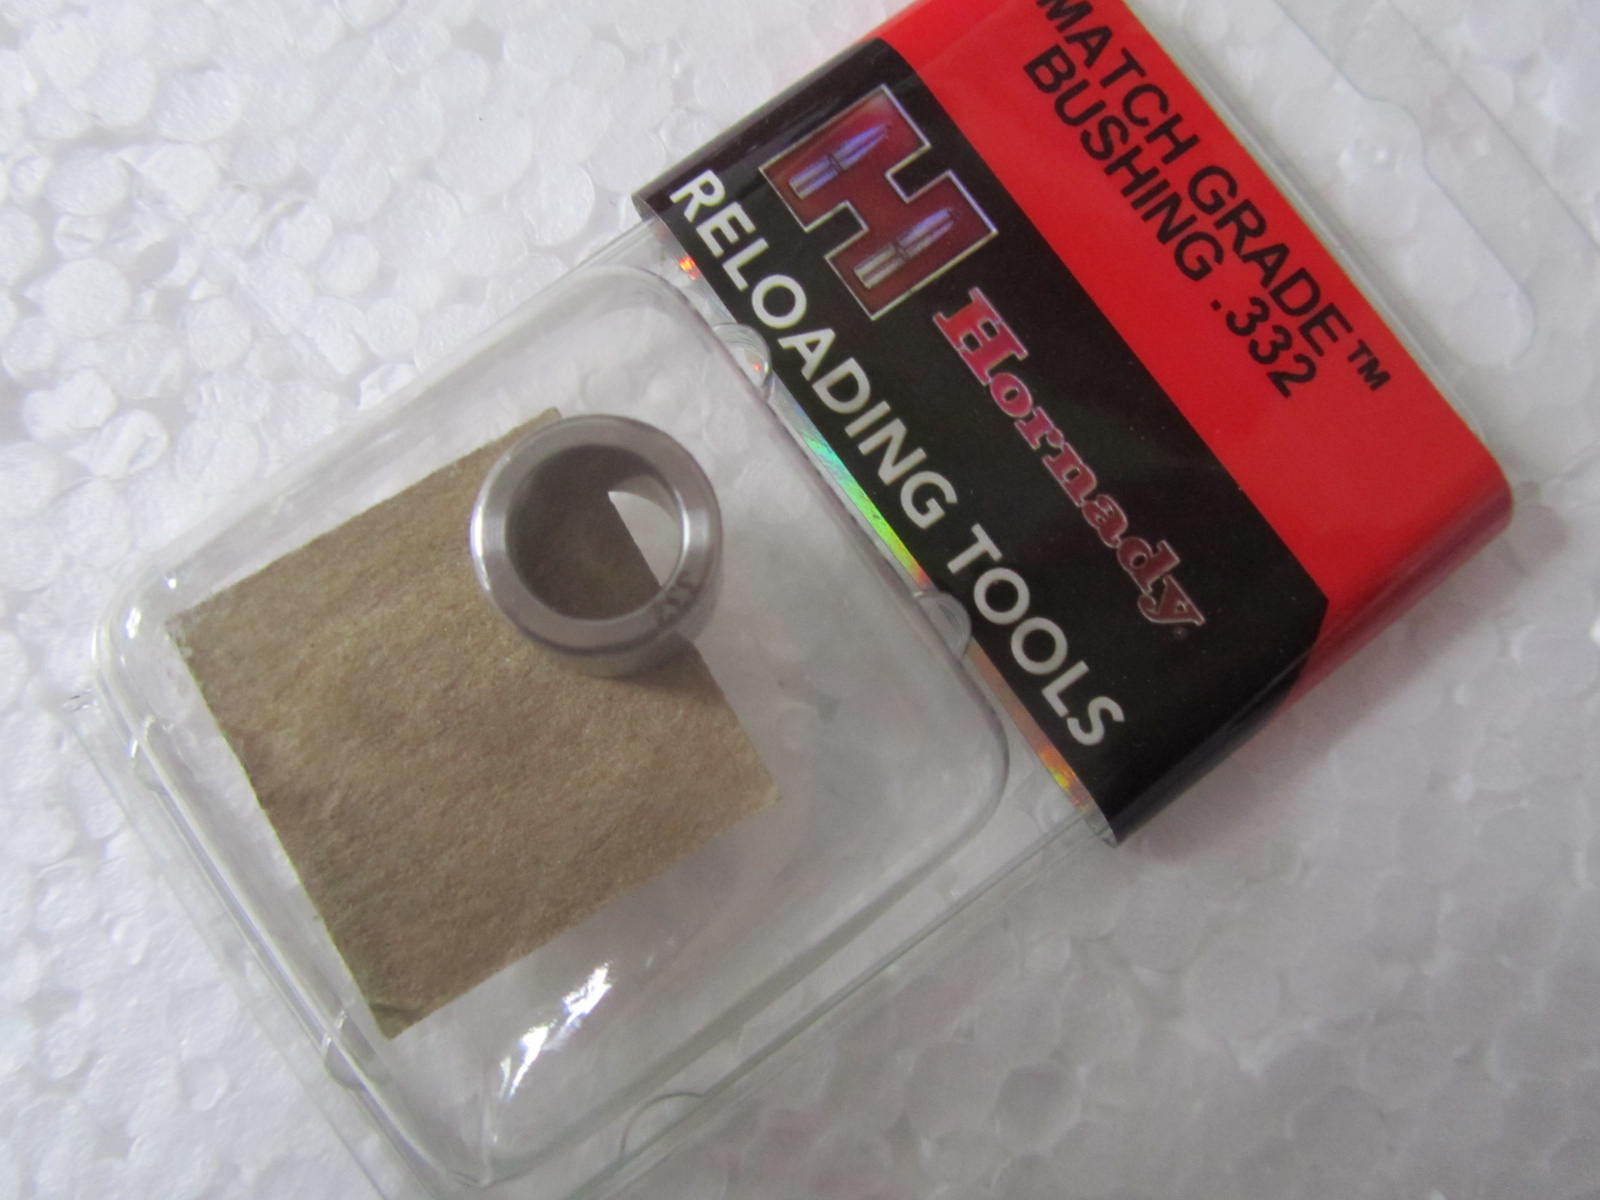 MATCH GRADE™
BUSHING .332
Hornady
RELOADING TOOLS